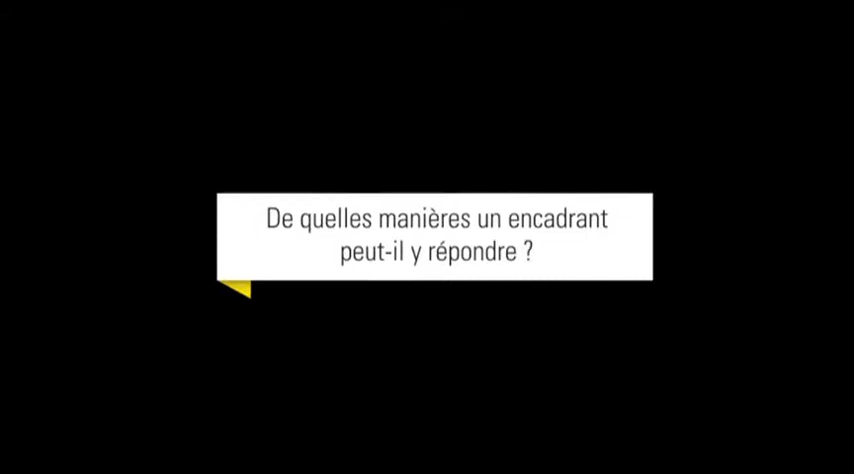 De quelles manières un encadrant
peut-il y répondre ?